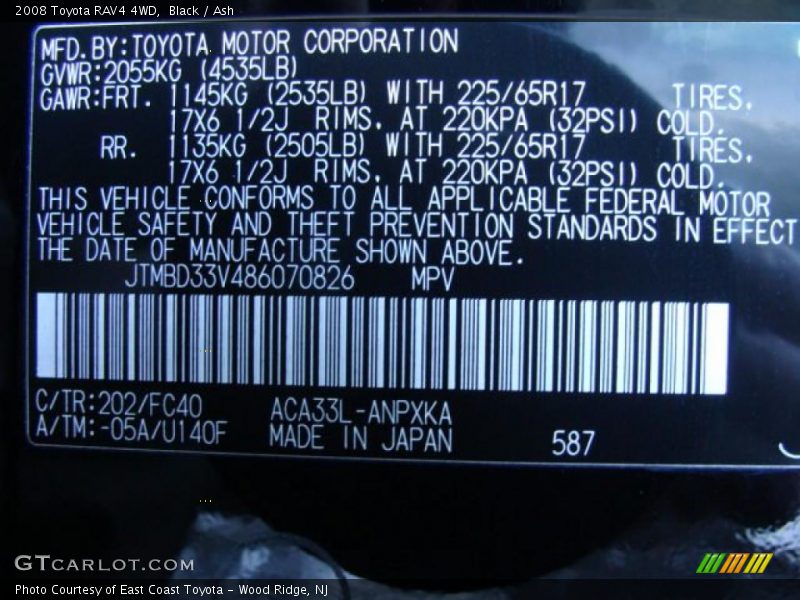 2008 Toyota RAV4 4WD, Black / Ash
MFD. BY:TOYOTA MOTOR CORPORATION
GVWR:2055KG (4535LB)
GAWR:FRT. 1145KG (2535LB) WITH 225/65R17 TIRES,
17X6 1/2J RIMS, AT 220KPA (32PSI) COLD.
RR. 1135KG (2505LB) WITH 225/65R17 TIRES,
17X6 1/2J RIMS, AT 220KPA (32PSI) COLD.
THIS VEHICLE CONFORMS TO ALL APPLICABLE FEDERAL MOTOR
VEHICLE SAFETY AND THEFT PREVENTION STANDARDS IN EFFECT
THE DATE OF MANUFACTURE SHOWN ABOVE.
JTMBD33V486070826 MPV
C/TR:202/FC40 ACA33L-ANPXKA
A/TM:-05A/U140F MADE IN JAPAN 587
GTCARLOT.COM
Photo Courtesy of East Coast Toyota - Wood Ridge, NJ